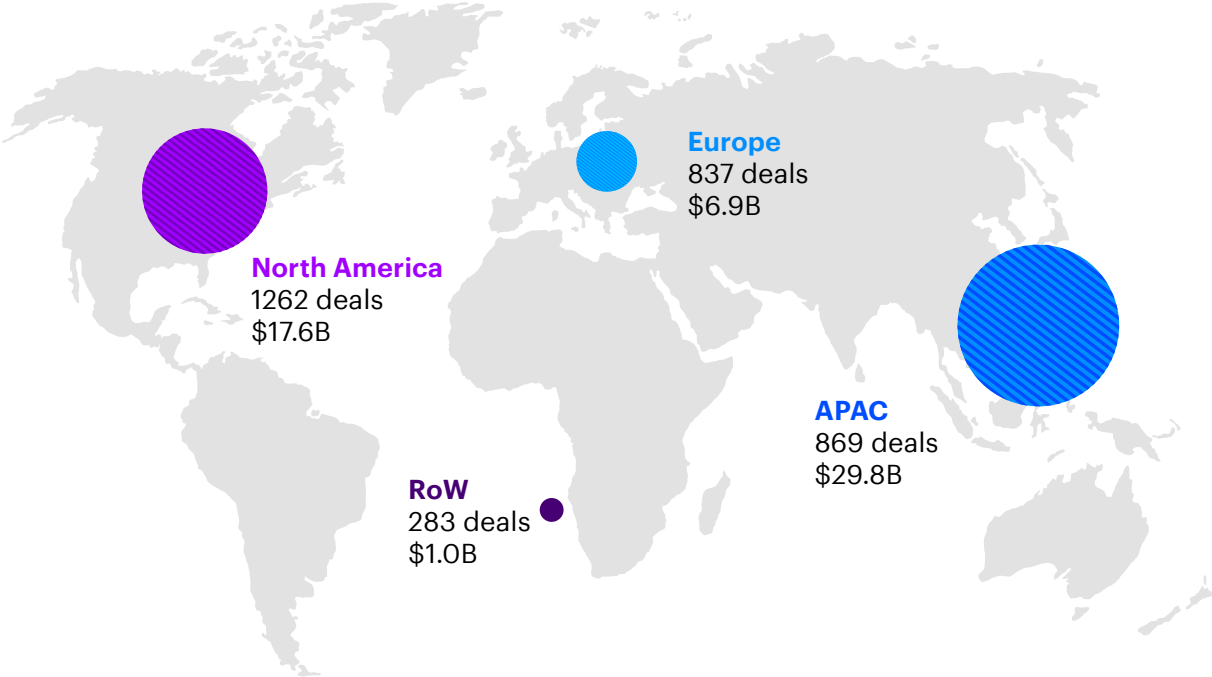 Europe
837 deals
$6.9B
North America
1262 deals
$17.6B
APAC
869 deals
$29.8B
RoW
283 deals
$1.0B